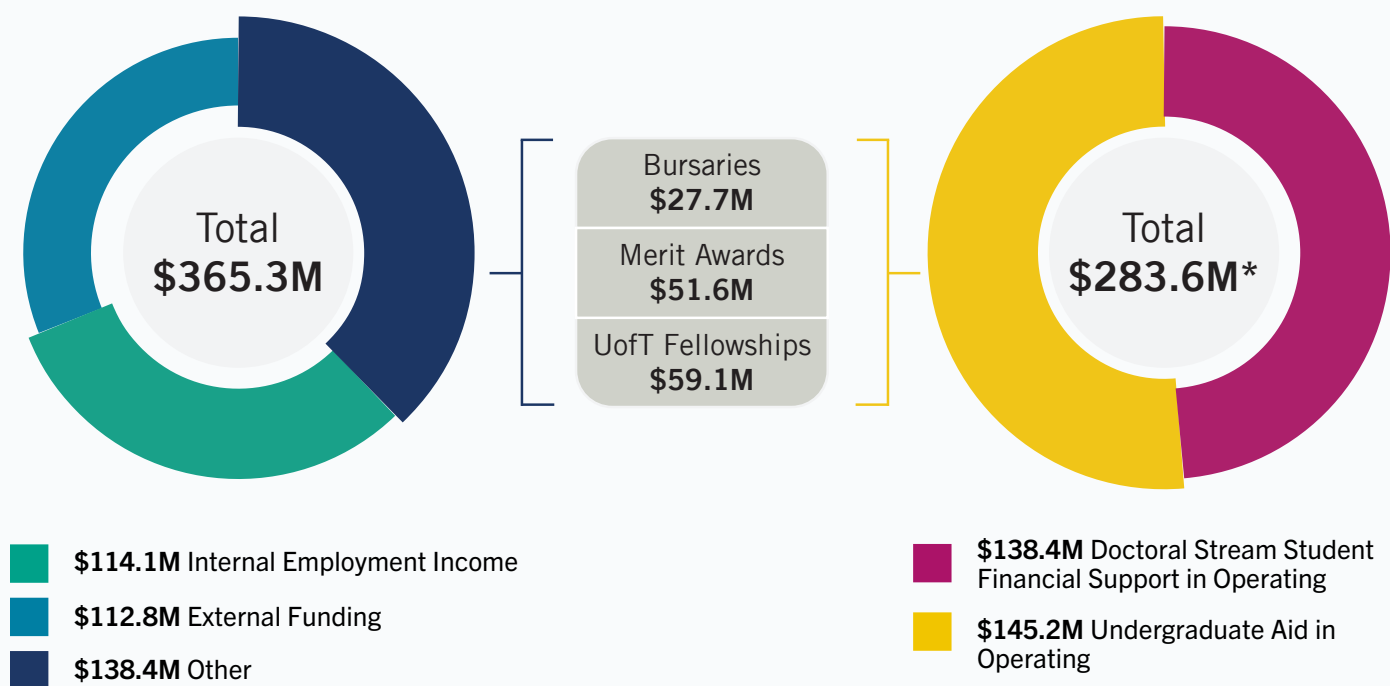 Total
$365.3M
Bursaries
$27.7M
Merit Awards
$51.6M
UofT Fellowships
$59.1M
Total
$283.6M*
$114.1M Internal Employment Income
$112.8M External Funding
$138.4M Other
$138.4M Doctoral Stream Student
Financial Support in Operating
$145.2M Undergraduate Aid in
Operating